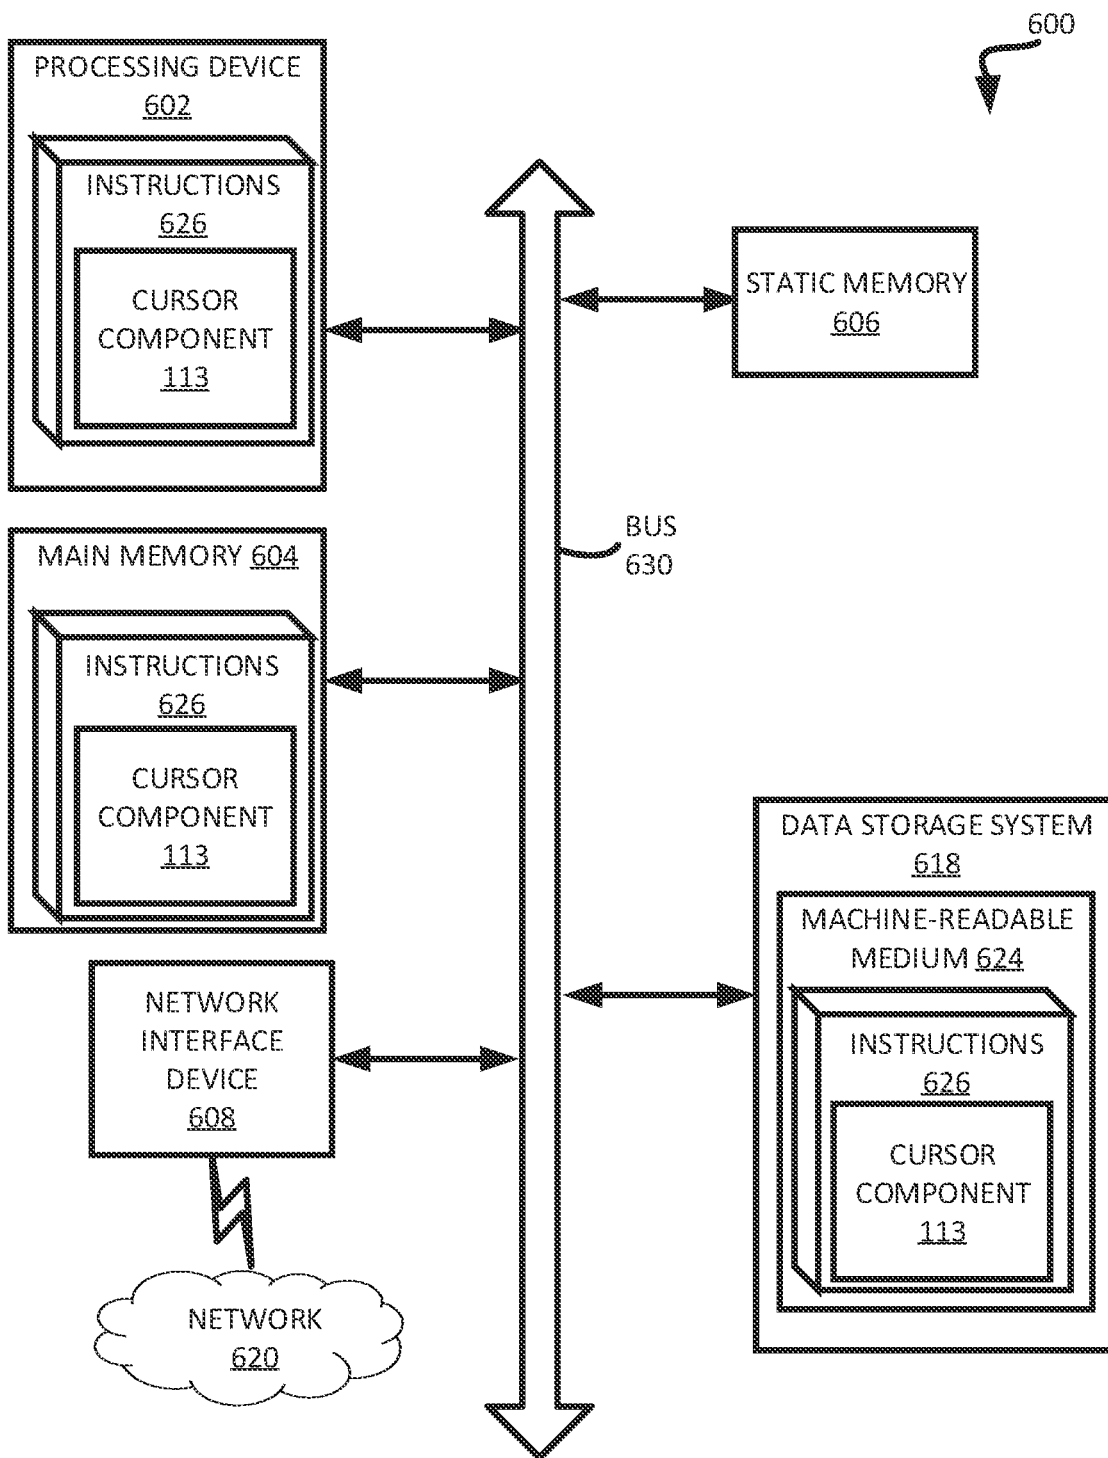 600
PROCESSING DEVICE
602
INSTRUCTIONS
626
CURSOR
COMPONENT
113
STATIC MEMORY
606
BUS
630
MAIN MEMORY 604
INSTRUCTIONS
626
CURSOR
COMPONENT
113
DATA STORAGE SYSTEM
618
MACHINE-READABLE
MEDIUM 624
INSTRUCTIONS
626
CURSOR
COMPONENT
113
NETWORK
INTERFACE
DEVICE
608
NETWORK
620